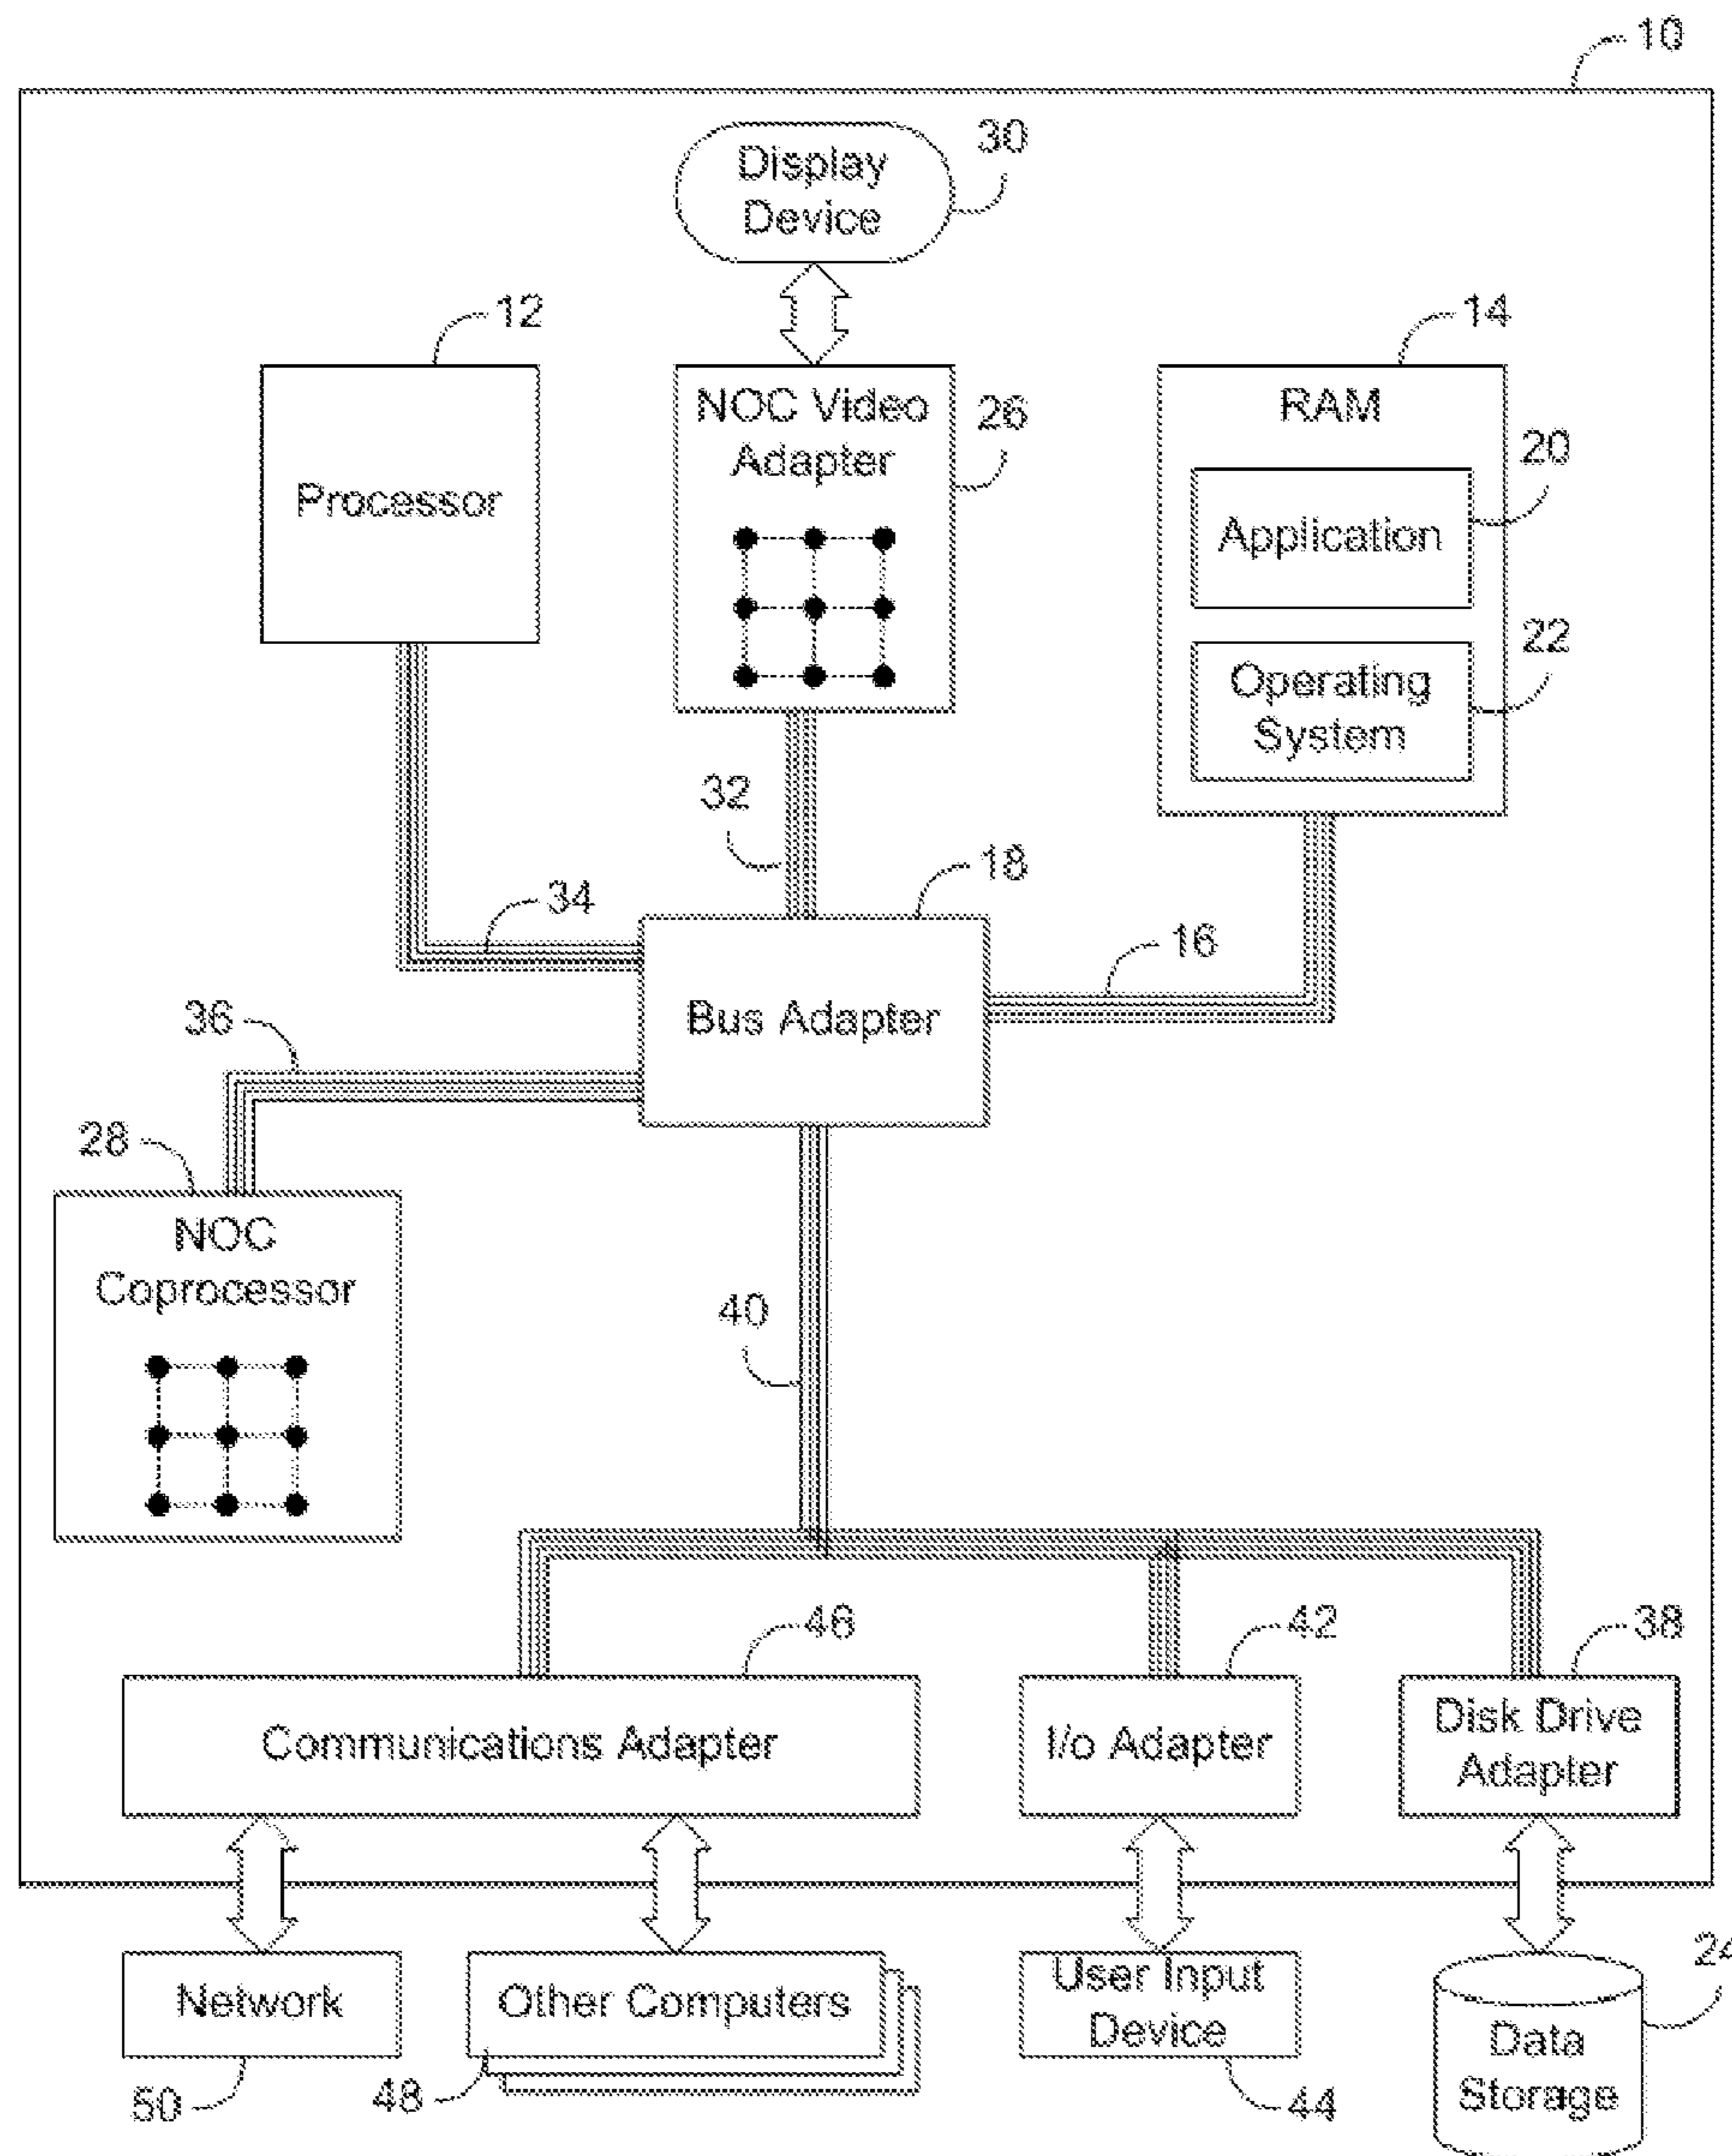 10
Display
Device
30
12
14
NOC Video
Adapter
26
RAM
20
Processor
Application
22
Operating
System
32
18
34
16
Bus Adapter
36
28
NOC
Coprocessor
40
46
42
38
Communications Adapter
I/o Adapter
Disk Drive
Adapter
24
Network
Other Computers
User Input
Device
Data
Storage
50
48
44